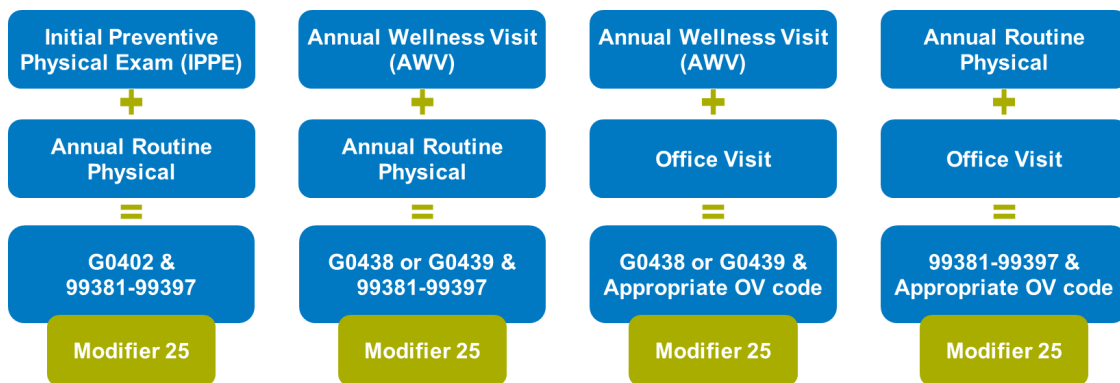 Initial Preventive
Physical Exam (IPPE)
+
Annual Routine
Physical
=
G0402 &
99381-99397
Modifier 25
Annual Wellness Visit
(AWV)
+
Annual Routine
Physical
=
G0438 or G0439 &
99381-99397
Modifier 25
Annual Wellness Visit
(AWV)
+
Office Visit
=
G0438 or G0439 &
Appropriate OV code
Modifier 25
Annual Routine
Physical
+
Office Visit
=
99381-99397 &
Appropriate OV code
Modifier 25